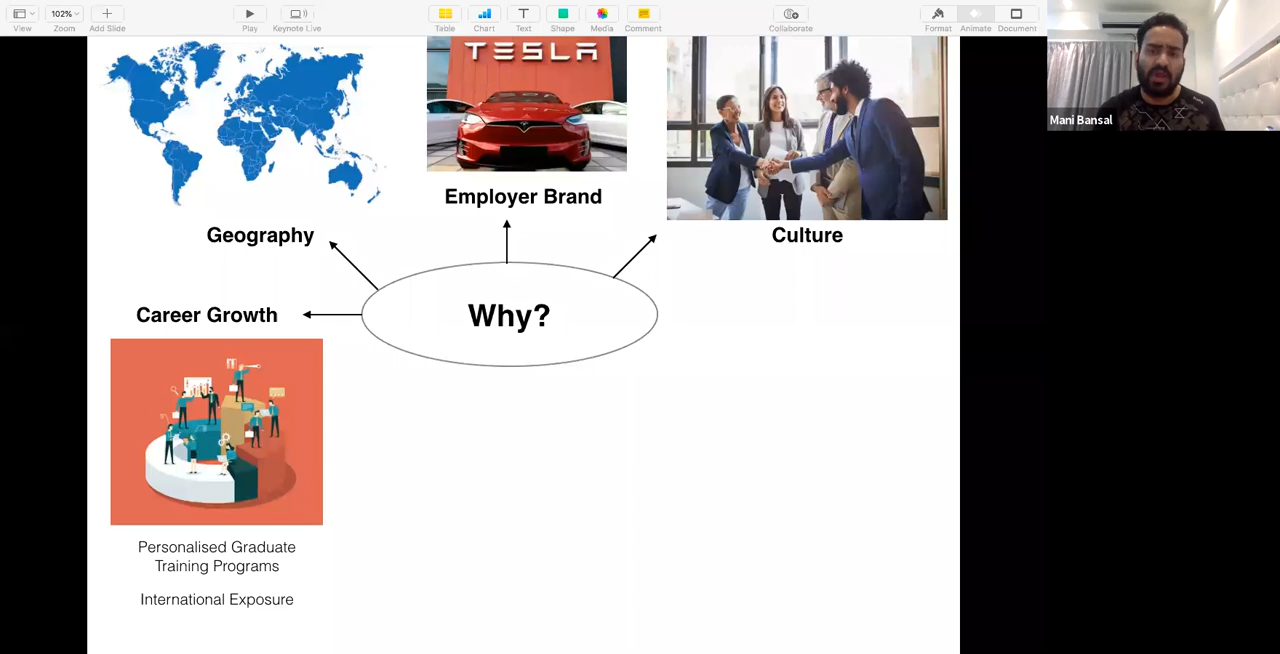 102%
View
Zoom
Add Slide
Play
Keynote Live
Table
Chart
Text
Shape
Media
Comment
Collaborate
Format
Animate
Document
Mani Bansal
TESLA
Employer Brand
Geography
Culture
Career Growth
Why?
Personalised Graduate
Training Programs
International Exposure